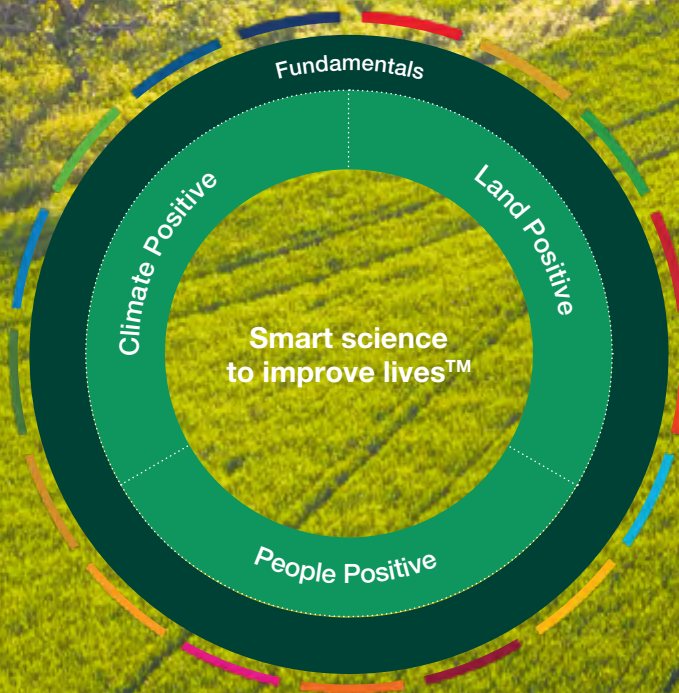 Fundamentals
Climate Positive
Land Positive
Smart science
to improve lives™
People Positive